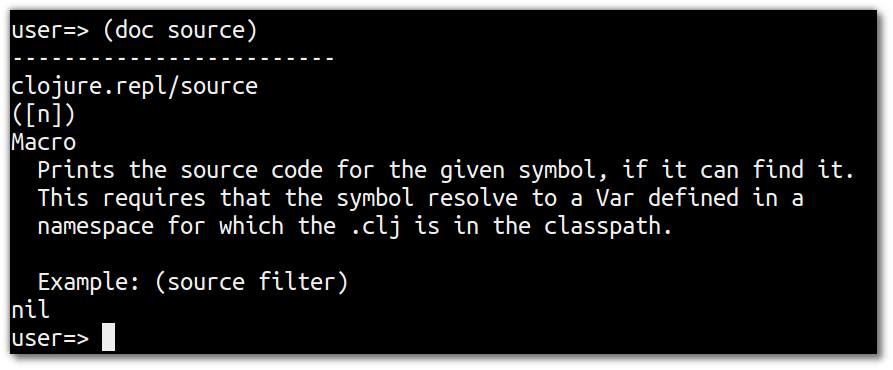 user=> (doc source)
-------------------------
clojure.repl/source
([n])
Macro
  Prints the source code for the given symbol, if it can find it.
  This requires that the symbol resolve to a Var defined in a
  namespace for which the .clj is in the classpath.

  Example: (source filter)
nil
user=>